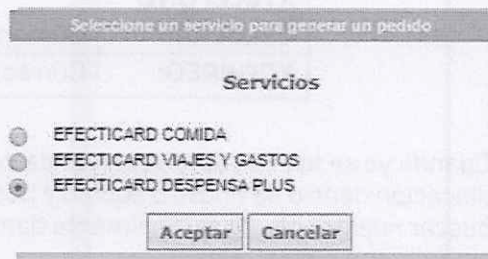 Seleccione un servicio para generar un pedido
Servicios
EFECTICARD COMIDA
EFECTICARD VIAJES Y GASTOS
EFECTICARD DESPENSA PLUS
Aceptar Cancelar